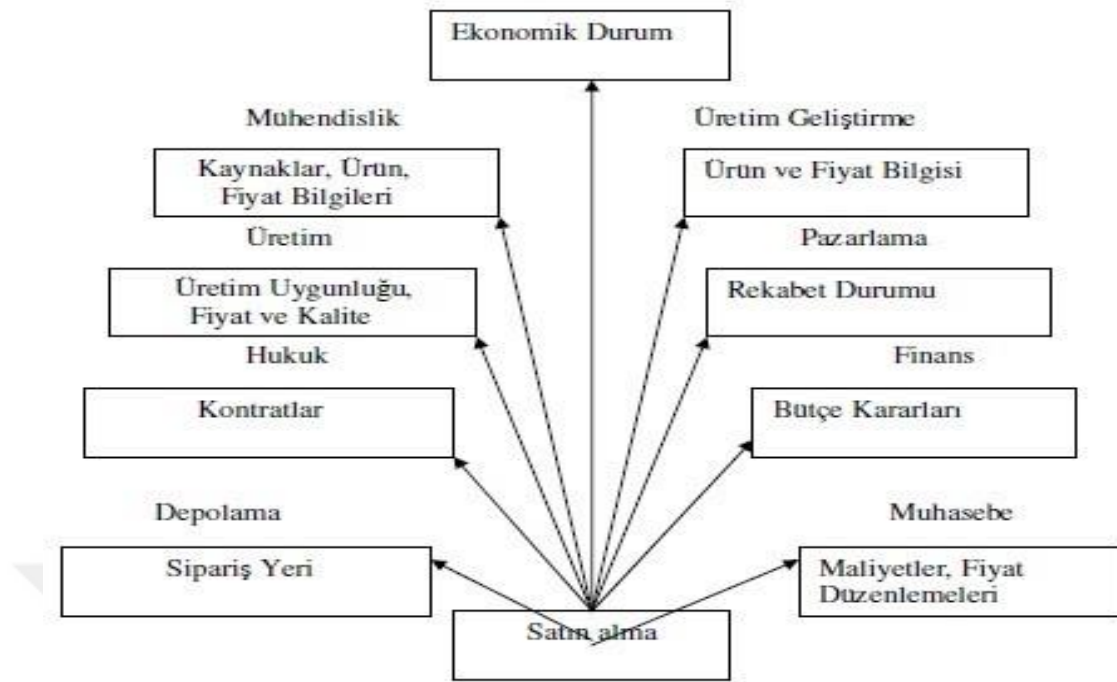 Ekonomik Durum
Mühendislik
Üretim Geliştirme
Kaynaklar, Ürün,
Fiyat Bilgileri
Ürün ve Fiyat Bilgisi
Üretim
Pazarlama
Üretim Uygunluğu,
Fiyat ve Kalite
Rekabet Durumu
Hukuk
Finans
Kontratlar
Bütçe Kararları
Depolama
Muhasebe
Sipariş Yeri
Maliyetler, Fiyat
Düzenlemeleri
Satın alma